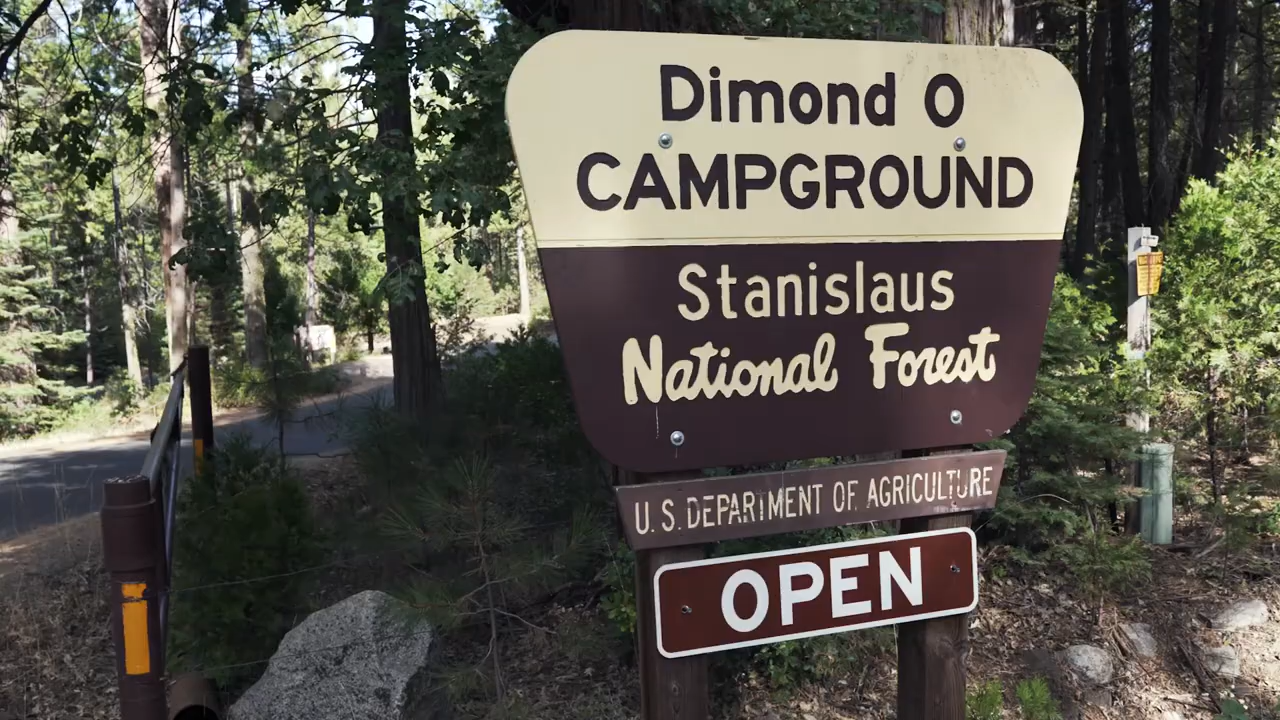 Dimond O
CAMPGROUND
Stanislaus
National Forest
U.S. DEPARTMENT OF AGRICULTURE
OPEN